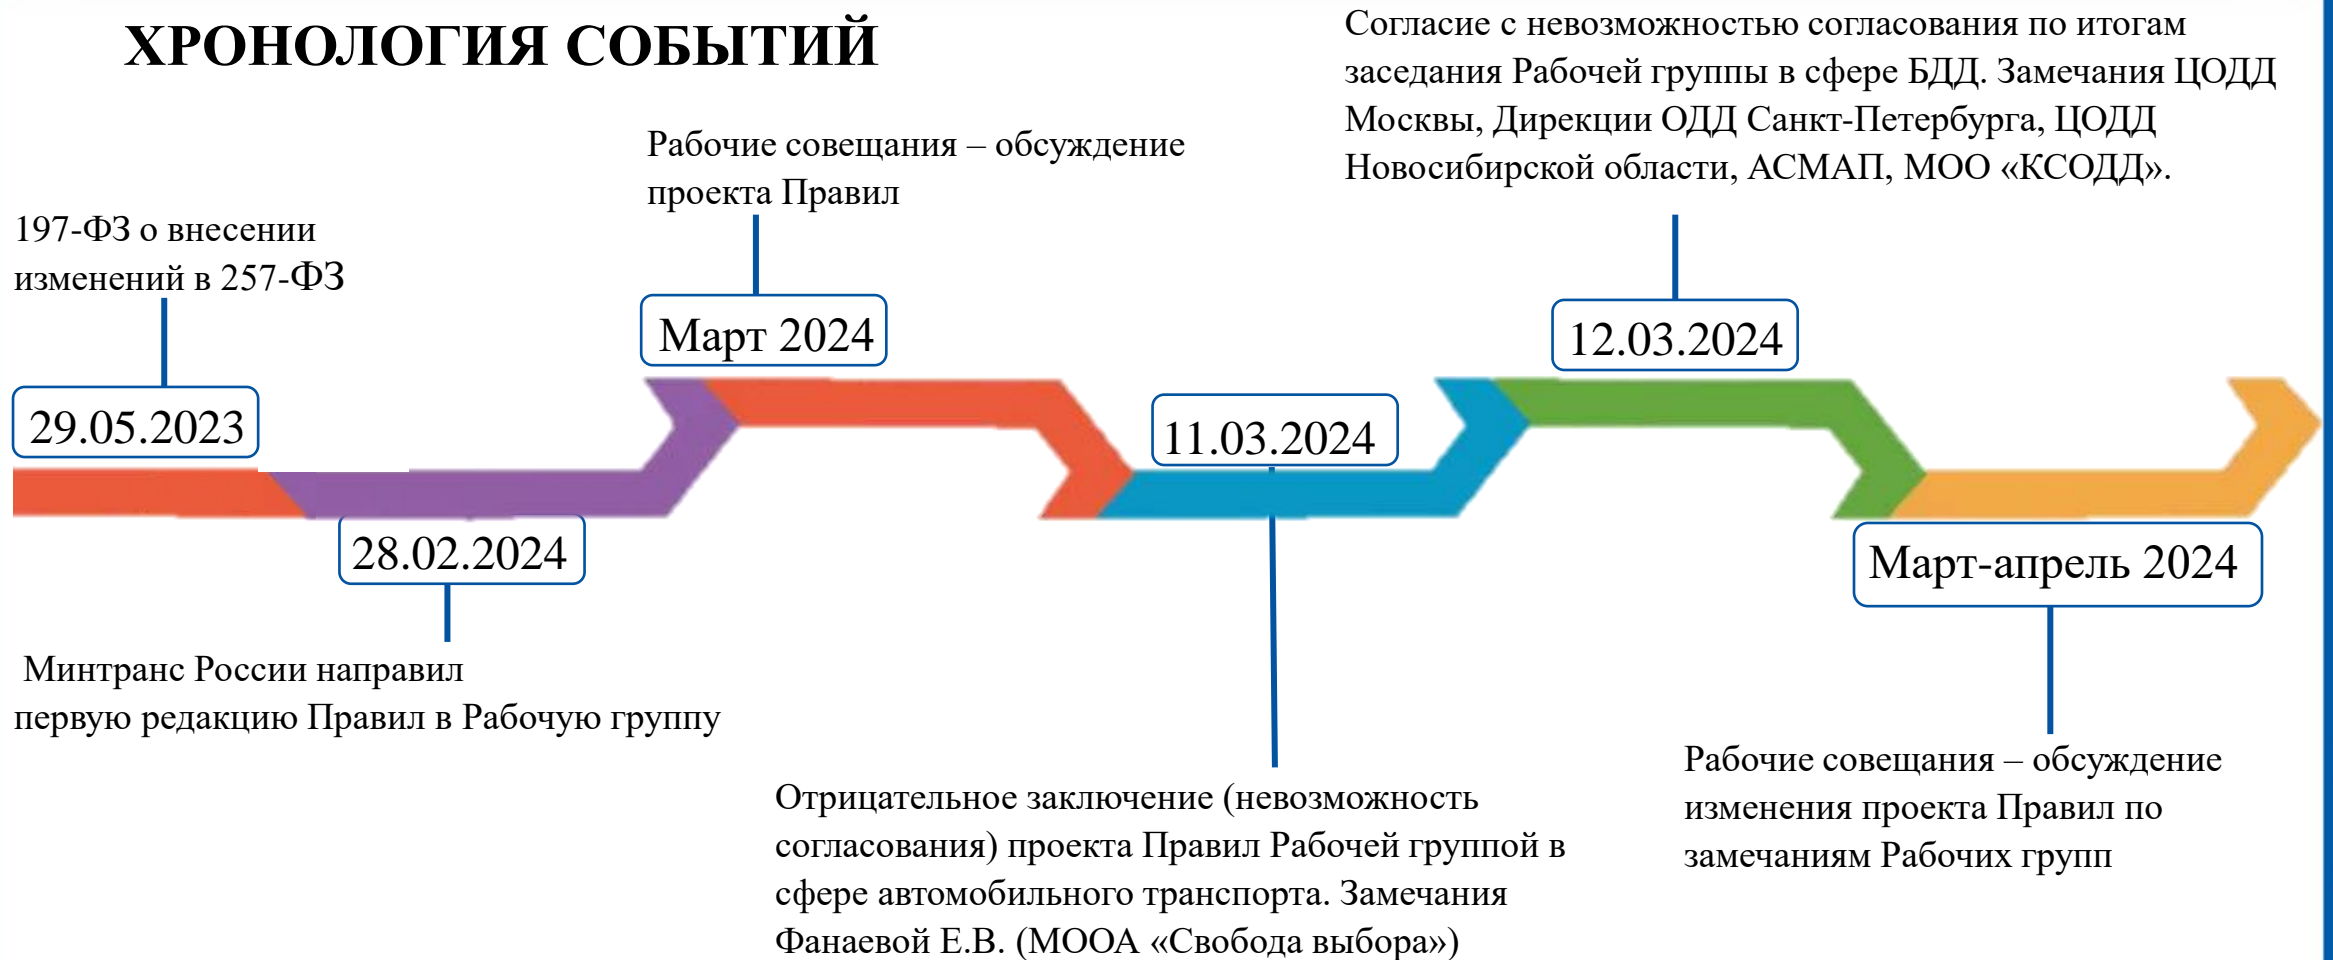 ХРОНОЛОГИЯ СОБЫТИЙ
197-ФЗ о внесении
изменений в 257-ФЗ
29.05.2023
28.02.2024
Минтранс России направил
первую редакцию Правил в Рабочую группу
Рабочие совещания – обсуждение
проекта Правил
Март 2024
11.03.2024
Отрицательное заключение (невозможность
согласования) проекта Правил Рабочей группой в
сфере автомобильного транспорта. Замечания
Фанаевой Е.В. (МООА «Свобода выбора»)
Согласие с невозможностью согласования по итогам
заседания Рабочей группы в сфере БДД. Замечания ЦОДД
Москвы, Дирекции ОДД Санкт-Петербурга, ЦОДД
Новосибирской области, АСМАП, МОО «КСОДД».
12.03.2024
Март-апрель 2024
Рабочие совещания – обсуждение
изменения проекта Правил по
замечаниям Рабочих групп